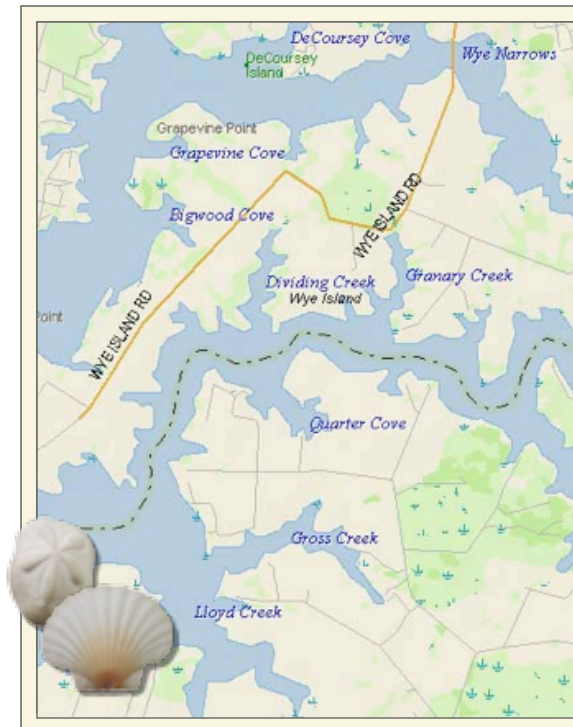 DeCoursey Cove
Wye Narrows
DeCoursey
Island
Grapevine Point
Grapevine Cove
Bigwood Cove
WYE ISLAND RD
Dividing Creek
Granary Creek
Wye Island
Point
WYE ISLAND RD
Quarter Cove
Gross Creek
Lloyd Creek